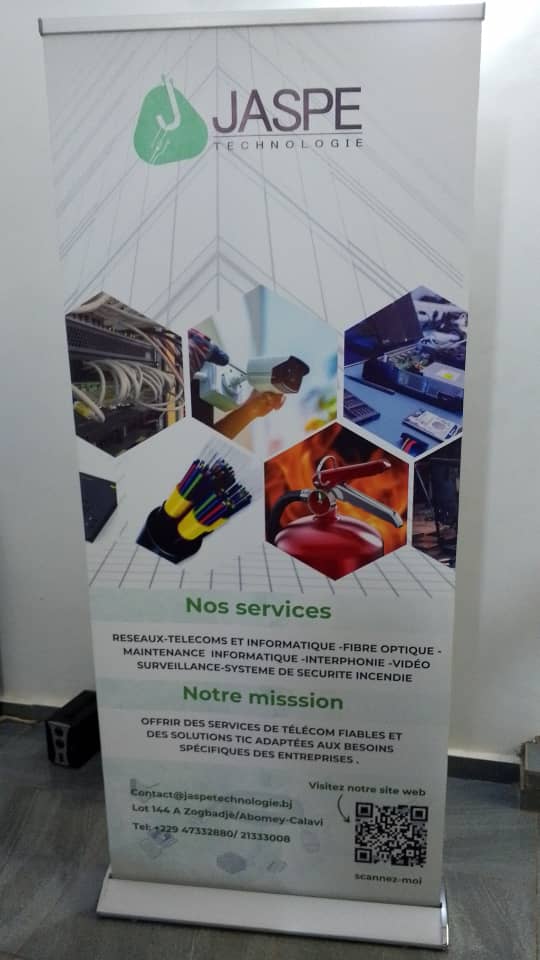 JASPE
TECHNOLOGIE
Nos services
RESEAUX-TELECOMS ET INFORMATIQUE -FIBRE OPTIQUE -
MAINTENANCE INFORMATIQUE -INTERPHONIE -VIDÉO
SURVEILLANCE-SYSTEME DE SECURITE INCENDIE
Notre misssion
OFFRIR DES SERVICES DE TÉLÉCOM FIABLES ET
DES SOLUTIONS TIC ADAPTÉES AUX BESOINS
SPÉCIFIQUES DES ENTREPRISES .
Visitez notre site web
Contact@jaspetechnologie.bj
Lot 144 A Zogbadjè/Abomey-Calavi
Tel: +229 47332880/ 21333008
scannez-moi